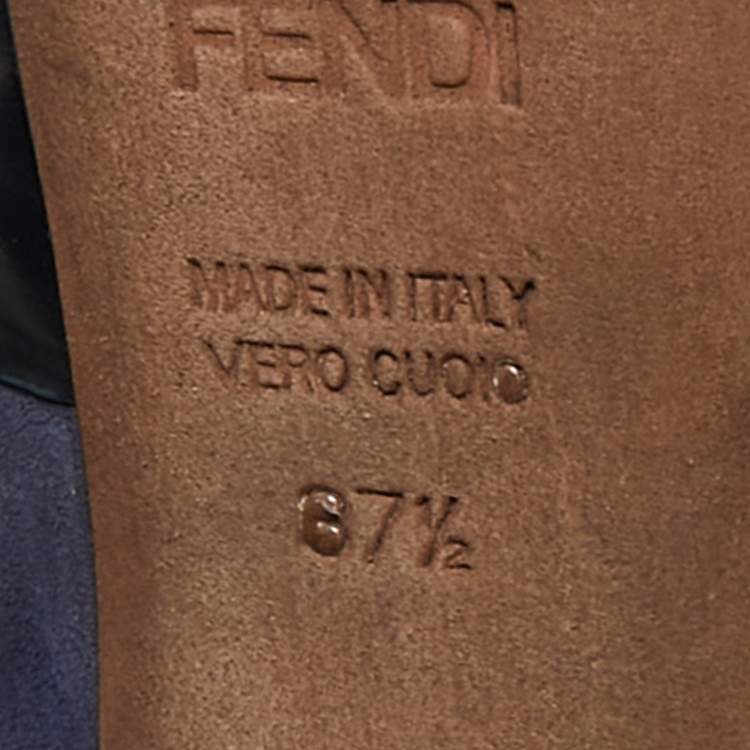 FENDI
MADE IN ITALY
VERO CUOIO
37½